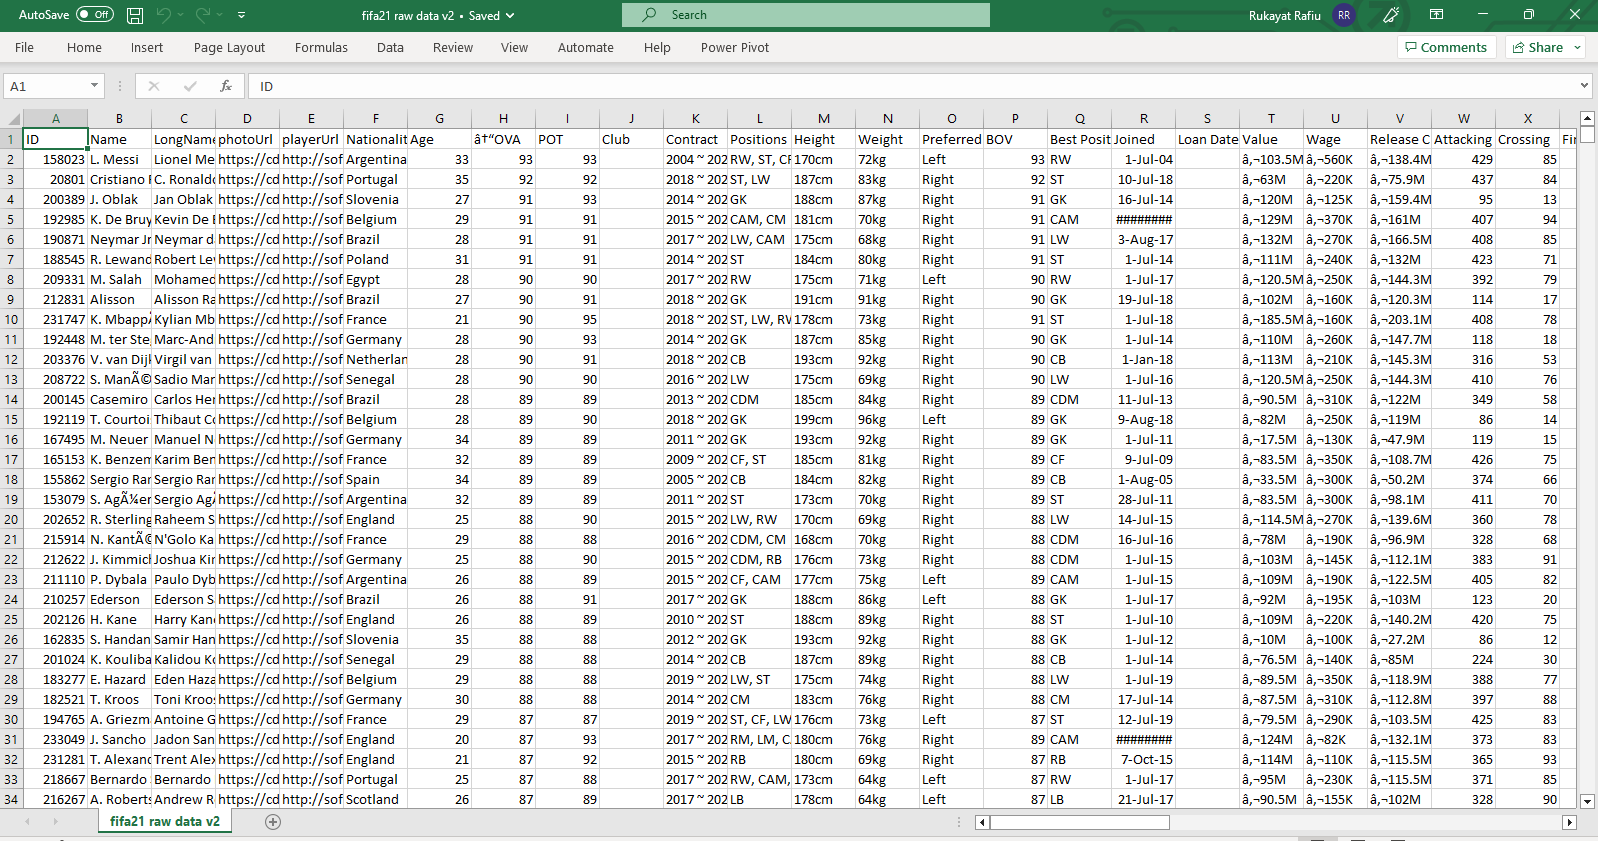 AutoSave Off fifa21 raw data v2 • Saved Search Rukayat Rafiu RR
File Home Insert Page Layout Formulas Data Review View Automate Help Power Pivot Comments Share
A1 fx ID
A B C D E F G H I J K L M N O P Q R S T U V W X
1 ID Name LongName photoUrl playerUrl Nationalit Age â†“OVA POT Club Contract Positions Height Weight Preferred BOV Best Posit Joined Loan Date Value Wage Release C Attacking Crossing Fin
2 158023 L. Messi Lionel Me https://cd http://sof Argentina 33 93 93 2004 ~ 202 RW, ST, CF 170cm 72kg Left 93 RW 1-Jul-04 â‚¬103.5M â‚¬560K â‚¬138.4M 429 85
3 20801 Cristiano R C. Ronaldo https://cd http://sof Portugal 35 92 92 2018 ~ 202 ST, LW 187cm 83kg Right 92 ST 10-Jul-18 â‚¬63M â‚¬220K â‚¬75.9M 437 84
4 200389 J. Oblak Jan Oblak https://cd http://sof Slovenia 27 91 93 2014 ~ 202 GK 188cm 87kg Right 91 GK 16-Jul-14 â‚¬120M â‚¬125K â‚¬159.4M 95 13
5 192985 K. De Bruy Kevin De B https://cd http://sof Belgium 29 91 91 2015 ~ 202 CAM, CM 181cm 70kg Right 91 CAM ######## â‚¬129M â‚¬370K â‚¬161M 407 94
6 190871 Neymar Jr Neymar d https://cd http://sof Brazil 28 91 91 2017 ~ 202 LW, CAM 175cm 68kg Right 91 LW 3-Aug-17 â‚¬132M â‚¬270K â‚¬166.5M 408 85
7 188545 R. Lewand Robert Lew https://cd http://sof Poland 31 91 91 2014 ~ 202 ST 184cm 80kg Right 91 ST 1-Jul-14 â‚¬111M â‚¬240K â‚¬132M 423 71
8 209331 M. Salah Mohamed https://cd http://sof Egypt 28 90 90 2017 ~ 202 RW 175cm 71kg Left 90 RW 1-Jul-17 â‚¬120.5M â‚¬250K â‚¬144.3M 392 79
9 212831 Alisson Alisson Ra https://cd http://sof Brazil 27 90 91 2018 ~ 202 GK 191cm 91kg Right 90 GK 19-Jul-18 â‚¬102M â‚¬160K â‚¬120.3M 114 17
10 231747 K. MbappÃ Kylian Mb https://cd http://sof France 21 90 95 2018 ~ 202 ST, LW, RW 178cm 73kg Right 91 ST 1-Jul-18 â‚¬185.5M â‚¬160K â‚¬203.1M 408 78
11 192448 M. ter Ste Marc-And https://cd http://sof Germany 28 90 93 2014 ~ 202 GK 187cm 85kg Right 90 GK 1-Jul-14 â‚¬110M â‚¬260K â‚¬147.7M 118 18
12 203376 V. van Dijk Virgil van https://cd http://sof Netherlan 28 90 91 2018 ~ 202 CB 193cm 92kg Right 90 CB 1-Jan-18 â‚¬113M â‚¬210K â‚¬145.3M 316 53
13 208722 S. ManÃ© Sadio Mar https://cd http://sof Senegal 28 90 90 2016 ~ 202 LW 175cm 69kg Right 90 LW 1-Jul-16 â‚¬120.5M â‚¬250K â‚¬144.3M 410 76
14 200145 Casemiro Carlos Her https://cd http://sof Brazil 28 89 89 2013 ~ 202 CDM 185cm 84kg Right 89 CDM 11-Jul-13 â‚¬90.5M â‚¬310K â‚¬122M 349 58
15 192119 T. Courtoi Thibaut Co https://cd http://sof Belgium 28 89 90 2018 ~ 202 GK 199cm 96kg Left 89 GK 9-Aug-18 â‚¬82M â‚¬250K â‚¬119M 86 14
16 167495 M. Neuer Manuel N https://cd http://sof Germany 34 89 89 2011 ~ 202 GK 193cm 92kg Right 89 GK 1-Jul-11 â‚¬17.5M â‚¬130K â‚¬47.9M 119 15
17 165153 K. Benzem Karim Ben https://cd http://sof France 32 89 89 2009 ~ 202 CF, ST 185cm 81kg Right 89 CF 9-Jul-09 â‚¬83.5M â‚¬350K â‚¬108.7M 426 75
18 155862 Sergio Rar Sergio Rar https://cd http://sof Spain 34 89 89 2005 ~ 202 CB 184cm 82kg Right 89 CB 1-Aug-05 â‚¬33.5M â‚¬300K â‚¬50.2M 374 66
19 153079 S. AgÃ¼er Sergio AgÃ https://cd http://sof Argentina 32 89 89 2011 ~ 202 ST 173cm 70kg Right 89 ST 28-Jul-11 â‚¬83.5M â‚¬300K â‚¬98.1M 411 70
20 202652 R. Sterling Raheem S https://cd http://sof England 25 88 90 2015 ~ 202 LW, RW 170cm 69kg Right 88 LW 14-Jul-15 â‚¬114.5M â‚¬270K â‚¬139.6M 360 78
21 215914 N. KantÃ© N'Golo Ka https://cd http://sof France 29 88 88 2016 ~ 202 CDM, CM 168cm 70kg Right 88 CDM 16-Jul-16 â‚¬78M â‚¬190K â‚¬96.9M 328 68
22 212622 J. Kimmich Joshua Kin https://cd http://sof Germany 25 88 90 2015 ~ 202 CDM, RB 176cm 73kg Right 88 CDM 1-Jul-15 â‚¬103M â‚¬145K â‚¬112.1M 383 91
23 211110 P. Dybala Paulo Dyb https://cd http://sof Argentina 26 88 89 2015 ~ 202 CF, CAM 177cm 75kg Left 89 CAM 1-Jul-15 â‚¬109M â‚¬190K â‚¬122.5M 405 82
24 210257 Ederson Ederson S https://cd http://sof Brazil 26 88 91 2017 ~ 202 GK 188cm 86kg Left 88 GK 1-Jul-17 â‚¬92M â‚¬195K â‚¬103M 123 20
25 202126 H. Kane Harry Kane https://cd http://sof England 26 88 89 2010 ~ 202 ST 188cm 89kg Right 88 ST 1-Jul-10 â‚¬109M â‚¬220K â‚¬140.2M 420 75
26 162835 S. Handan Samir Han https://cd http://sof Slovenia 35 88 88 2012 ~ 202 GK 193cm 92kg Right 88 GK 1-Jul-12 â‚¬10M â‚¬100K â‚¬27.2M 86 12
27 201024 K. Kouliba Kalidou Ko https://cd http://sof Senegal 29 88 88 2014 ~ 202 CB 187cm 89kg Right 88 CB 1-Jul-14 â‚¬76.5M â‚¬140K â‚¬85M 224 30
28 183277 E. Hazard Eden Haza https://cd http://sof Belgium 29 88 88 2019 ~ 202 LW, ST 175cm 74kg Right 88 LW 1-Jul-19 â‚¬89.5M â‚¬350K â‚¬118.9M 388 77
29 182521 T. Kroos Toni Kroos https://cd http://sof Germany 30 88 88 2014 ~ 202 CM 183cm 76kg Right 88 CM 17-Jul-14 â‚¬87.5M â‚¬310K â‚¬112.8M 397 88
30 194765 A. Griezm Antoine G https://cd http://sof France 29 87 87 2019 ~ 202 ST, CF, LW 176cm 73kg Left 87 ST 12-Jul-19 â‚¬79.5M â‚¬290K â‚¬103.5M 425 83
31 233049 J. Sancho Jadon San https://cd http://sof England 20 87 93 2017 ~ 202 RM, LM, CA 180cm 76kg Right 89 CAM ######## â‚¬124M â‚¬82K â‚¬132.1M 373 83
32 231281 T. Alexand Trent Alex https://cd http://sof England 21 87 92 2015 ~ 202 RB 180cm 69kg Right 87 RB 7-Oct-15 â‚¬114M â‚¬110K â‚¬115.5M 365 93
33 218667 Bernardo Bernardo https://cd http://sof Portugal 25 87 88 2017 ~ 202 RW, CAM, 173cm 64kg Left 87 RW 1-Jul-17 â‚¬95M â‚¬230K â‚¬115.5M 371 85
34 216267 A. Roberts Andrew R https://cd http://sof Scotland 26 87 89 2017 ~ 202 LB 178cm 64kg Left 87 LB 21-Jul-17 â‚¬90.5M â‚¬155K â‚¬102M 328 90
fifa21 raw data v2